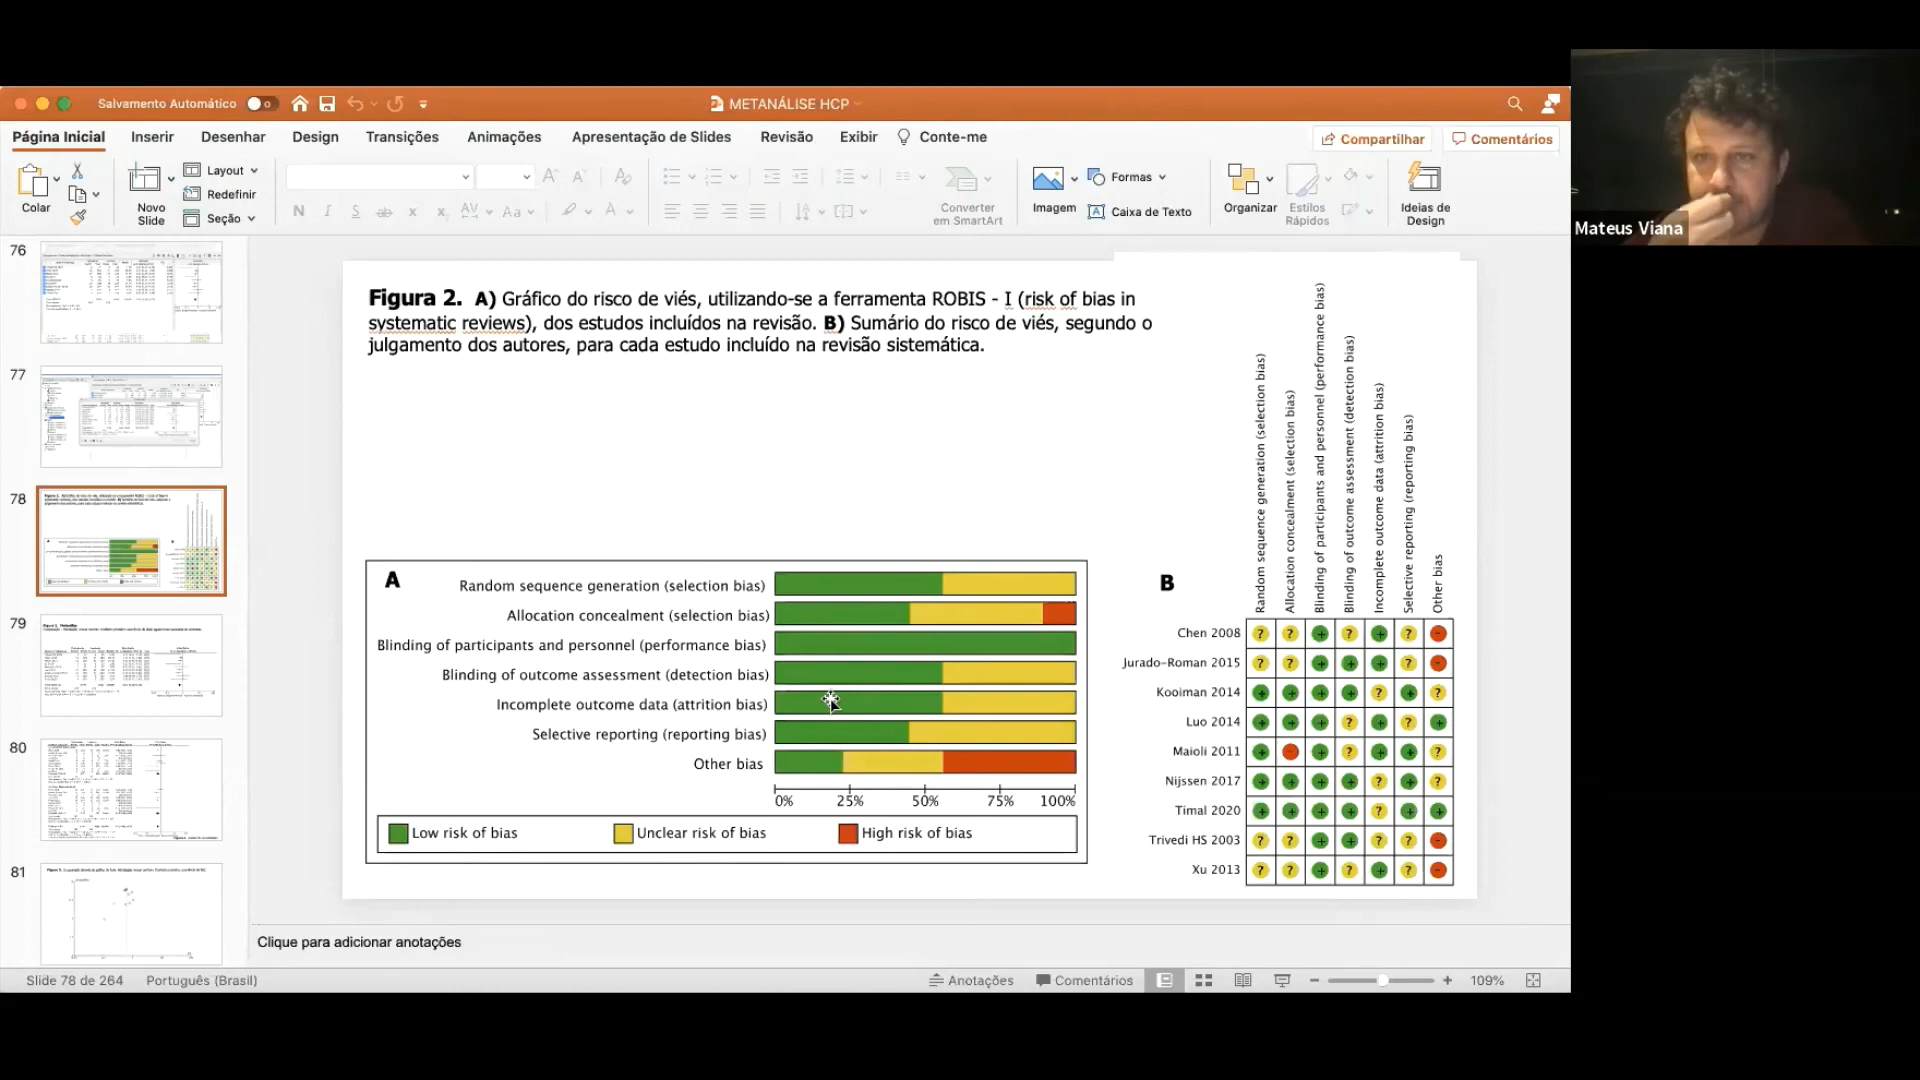 Salvamento Automático
METANÁLISE HCP
Página Inicial
Inserir
Desenhar
Design
Transições
Animações
Apresentação de Slides
Revisão
Exibir
Conte-me
Compartilhar
Comentários
Colar
Novo
Slide
Layout
Redefinir
Seção
N I S ab x x AV Aa A
Converter
em SmartArt
Imagem
Formas
Caixa de Texto
Organizar
Estilos
Rápidos
Ideias de
Design
Mateus Viana
76
77
78
79
80
81
Figura 2. A) Gráfico do risco de viés, utilizando-se a ferramenta ROBIS - I (risk of bias in
systematic reviews), dos estudos incluídos na revisão. B) Sumário do risco de viés, segundo o
julgamento dos autores, para cada estudo incluído na revisão sistemática.
A
Random sequence generation (selection bias)
Allocation concealment (selection bias)
Blinding of participants and personnel (performance bias)
Blinding of outcome assessment (detection bias)
Incomplete outcome data (attrition bias)
Selective reporting (reporting bias)
Other bias
0% 25% 50% 75% 100%
Low risk of bias
Unclear risk of bias
High risk of bias
B
Random sequence generation (selection bias)
Allocation concealment (selection bias)
Blinding of participants and personnel (performance bias)
Blinding of outcome assessment (detection bias)
Incomplete outcome data (attrition bias)
Selective reporting (reporting bias)
Other bias
Chen 2008 ? ? + ? + ? -
Jurado-Roman 2015 ? ? + + + ? -
Kooiman 2014 + + + + ? + ?
Luo 2014 + + + ? + ? +
Maioli 2011 + - + ? + + ?
Nijssen 2017 + + + + ? + ?
Timal 2020 + + + + ? + +
Trivedi HS 2003 ? ? + + ? ? -
Xu 2013 ? ? + ? + ? -
Clique para adicionar anotações
Slide 78 de 264
Português (Brasil)
Anotações
Comentários
109%